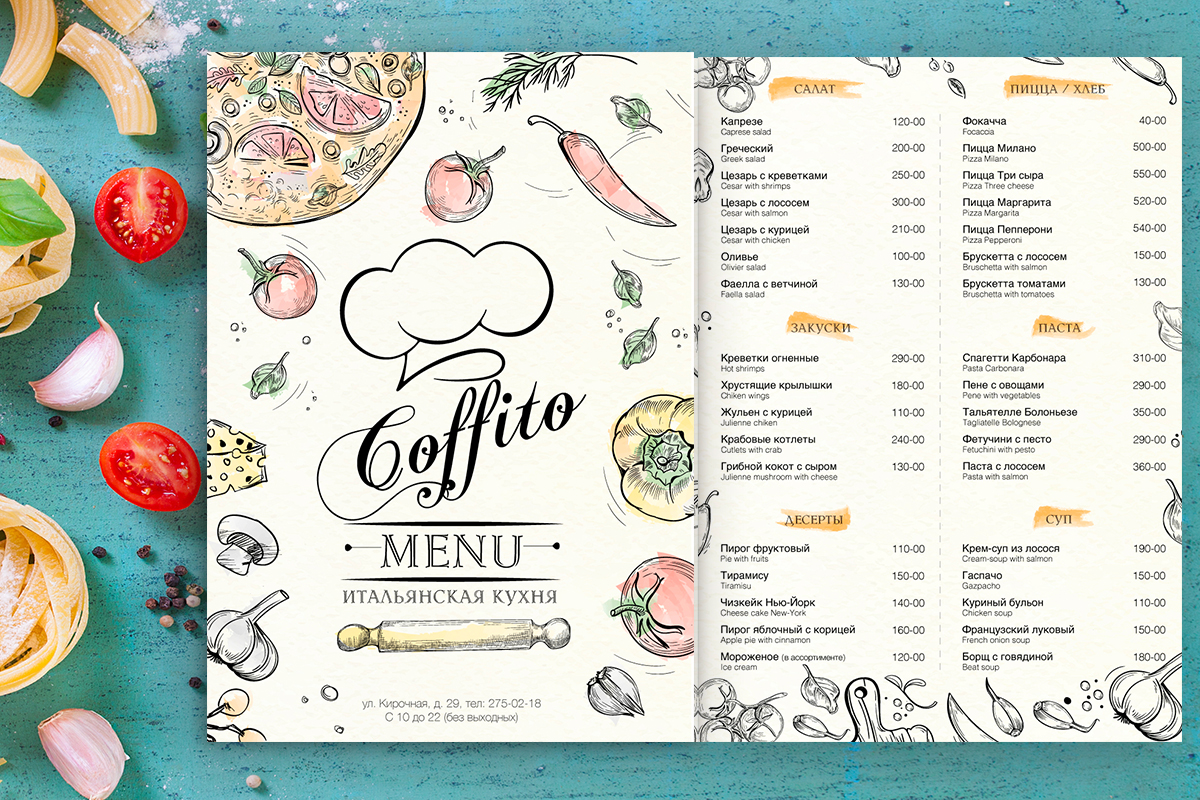 Coffito
MENU
ИТАЛЬЯНСКАЯ КУХНЯ
ул. Кирочная, д. 29, тел: 275-02-18
С 10 до 22 (без выходных)
САЛАТ
Капрезе 120-00
Caprese salad
Греческий 200-00
Greek salad
Цезарь с креветками 250-00
Cesar with shrimps
Цезарь с лососем 300-00
Cesar with salmon
Цезарь с курицей 210-00
Cesar with chicken
Оливье 100-00
Olivier salad
Фаелла с ветчиной 130-00
Faella salad
ЗАКУСКИ
Креветки огненные 290-00
Hot shrimps
Хрустящие крылышки 180-00
Chiken wings
Жульен с курицей 110-00
Julienne chiken
Крабовые котлеты 240-00
Cutlets with crab
Грибной кокот с сыром 130-00
Julienne mushroom with cheese
ДЕСЕРТЫ
Пирог фруктовый 110-00
Pie with fruits
Тирамису 150-00
Tiramisu
Чизкейк Нью-Йорк 140-00
Cheese cake New-York
Пирог яблочный с корицей 160-00
Apple pie with cinnamon
Мороженое (в ассортименте) 120-00
Ice cream
ПИЦЦА / ХЛЕБ
Фокачча 40-00
Focaccia
Пицца Милано 500-00
Pizza Milano
Пицца Три сыра 550-00
Pizza Three cheese
Пицца Маргарита 520-00
Pizza Margarita
Пицца Пепперони 540-00
Pizza Pepperoni
Брускетта с лососем 150-00
Bruschetta with salmon
Брускетта томатами 130-00
Bruschetta with tomatoes
ПАСТА
Спагетти Карбонара 310-00
Pasta Carbonara
Пене с овощами 290-00
Pene with vegetables
Тальятелле Болоньезе 350-00
Tagliatelle Bolognese
Фетучини с песто 290-00
Fetuchini with pesto
Паста с лососем 360-00
Pasta with salmon
СУП
Крем-суп из лосося 190-00
Cream-soup with salmon
Гаспачо 150-00
Gazpacho
Куриный бульон 110-00
Chicken soup
Французский луковый 150-00
French onion soup
Борщ с говядиной 180-00
Beat soup